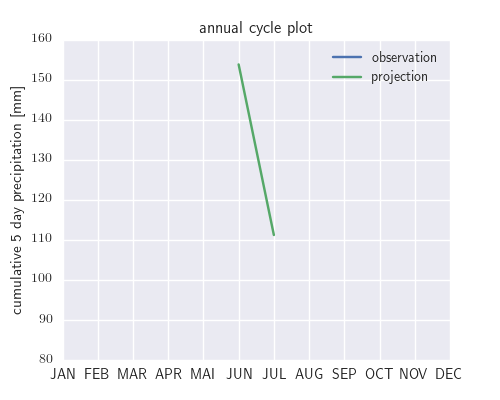 annual cycle plot
160
150
140
130
120
110
100
90
80
cumulative 5 day precipitation [mm]
observation
projection
JAN FEB MAR APR MAI JUN JUL AUG SEP OCT NOV DEC